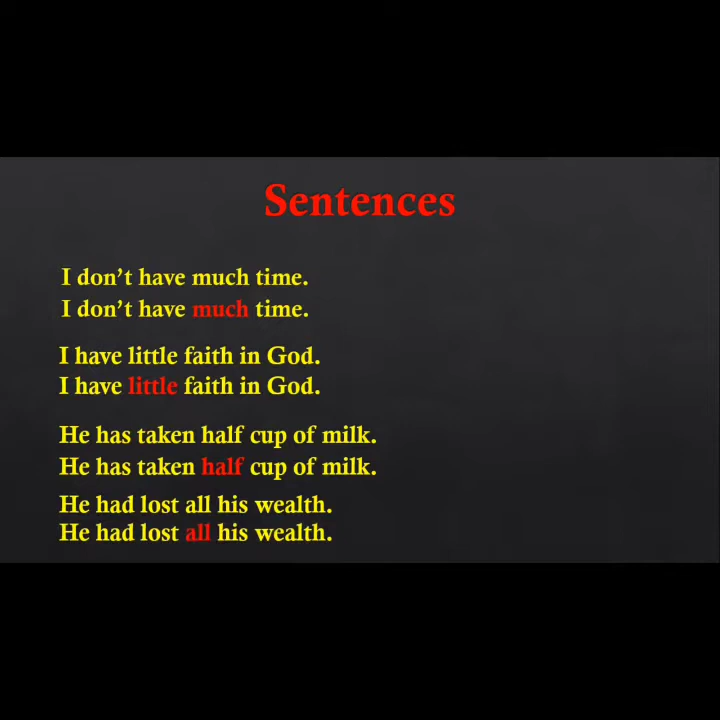 Sentences
I don’t have much time.
I don’t have much time.
I have little faith in God.
I have little faith in God.
He has taken half cup of milk.
He has taken half cup of milk.
He had lost all his wealth.
He had lost all his wealth.